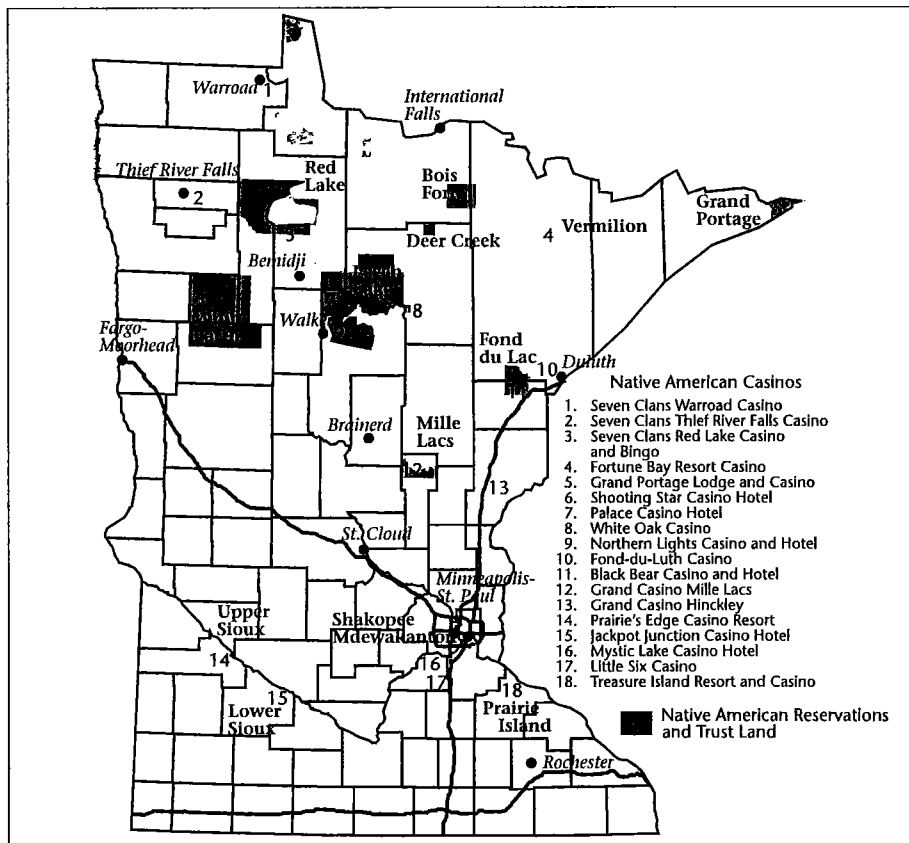 Warroad
1
International
Falls
Thief River Falls
2
Red
Lake
Bois
Fort
Grand
Portage
3
Deer Creek
4
Vermilion
Bemidji
8
Walk
Fargo-
Moorhead
Fond
du Lac
10
Duluth
Brainerd
Mille
Lacs
12
13
St. Cloud
Minneapolis-
St. Paul
Upper
Sioux
Shakopee
Mdewakanton
14
16
17
15
18
Lower
Sioux
Prairie
Island
Rochester
Native American Casinos
1. Seven Clans Warroad Casino
2. Seven Clans Thief River Falls Casino
3. Seven Clans Red Lake Casino
and Bingo
4. Fortune Bay Resort Casino
5. Grand Portage Lodge and Casino
6. Shooting Star Casino Hotel
7. Palace Casino Hotel
8. White Oak Casino
9. Northern Lights Casino and Hotel
10. Fond-du-Luth Casino
11. Black Bear Casino and Hotel
12. Grand Casino Mille Lacs
13. Grand Casino Hinckley
14. Prairie's Edge Casino Resort
15. Jackpot Junction Casino Hotel
16. Mystic Lake Casino Hotel
17. Little Six Casino
18. Treasure Island Resort and Casino
Native American Reservations
and Trust Land